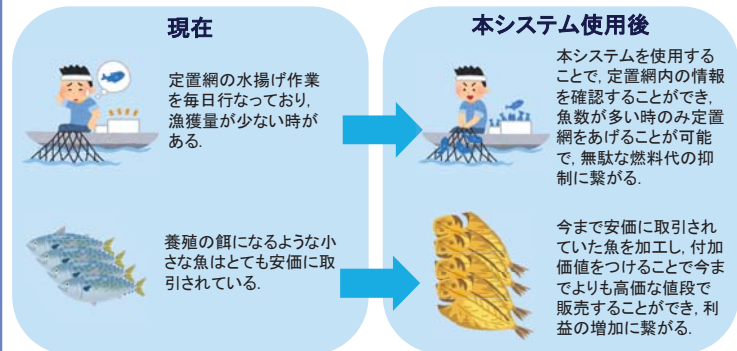 現在
定置網の水揚げ作業
を毎日行なっており,
漁獲量が少ない時が
ある.
養殖の餌になるような小
さな魚はとても安価に取
引されている.
本システム使用後
本システムを使用する
ことで, 定置網内の情報
を確認することができ,
魚数が多い時のみ定置
網をあげることが可能
で, 無駄な燃料代の抑
制に繋がる.
今まで安価に取引され
ていた魚を加工し, 付加
価値をつけることで今ま
でよりも高価な値段で
販売することができ, 利
益の増加に繋がる.